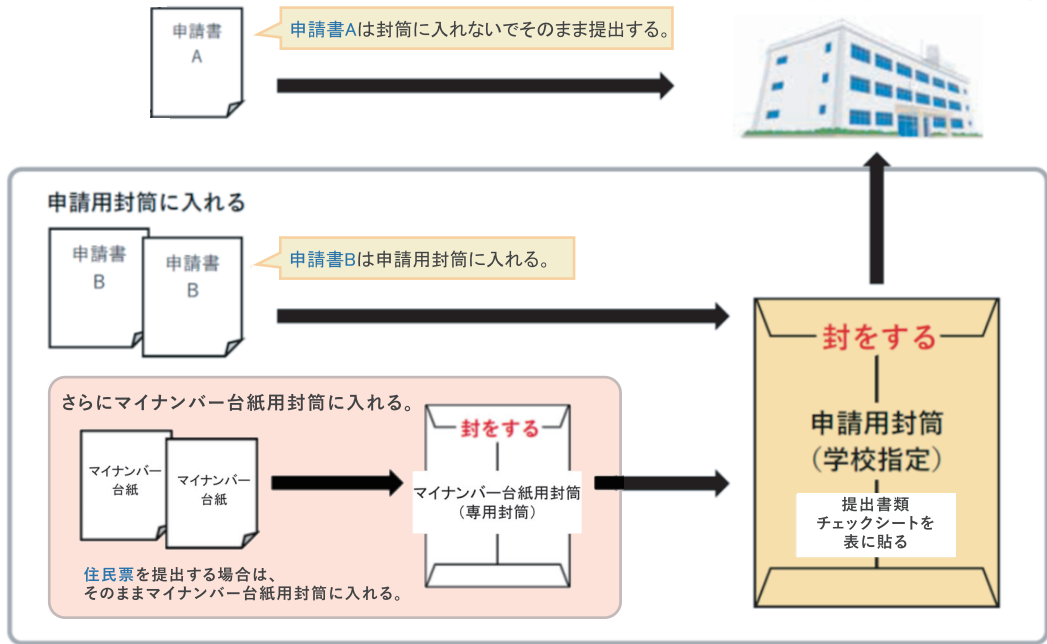 申請書
A
申請書Aは封筒に入れないでそのまま提出する。
申請用封筒に入れる
申請書
B
申請書
B
申請書Bは申請用封筒に入れる。
さらにマイナンバー台紙用封筒に入れる。
マイナンバー
台紙
マイナンバー
台紙
封をする
マイナンバー台紙用封筒
（専用封筒）
住民票を提出する場合は、
そのままマイナンバー台紙用封筒に入れる。
封をする
申請用封筒
（学校指定）
提出書類
チェックシートを
表に貼る